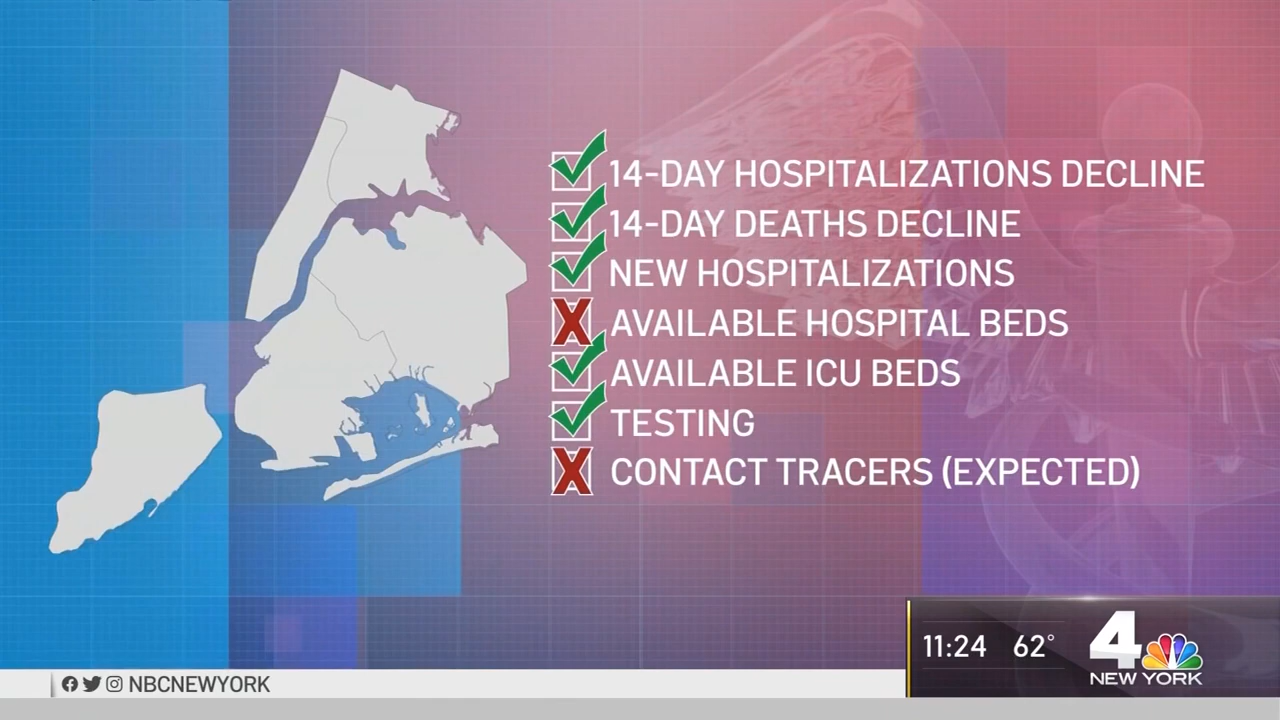 14-DAY HOSPITALIZATIONS DECLINE
14-DAY DEATHS DECLINE
NEW HOSPITALIZATIONS
X AVAILABLE HOSPITAL BEDS
AVAILABLE ICU BEDS
TESTING
X CONTACT TRACERS (EXPECTED)
11:24 62°
4
NEW YORK
NBCNEWYORK